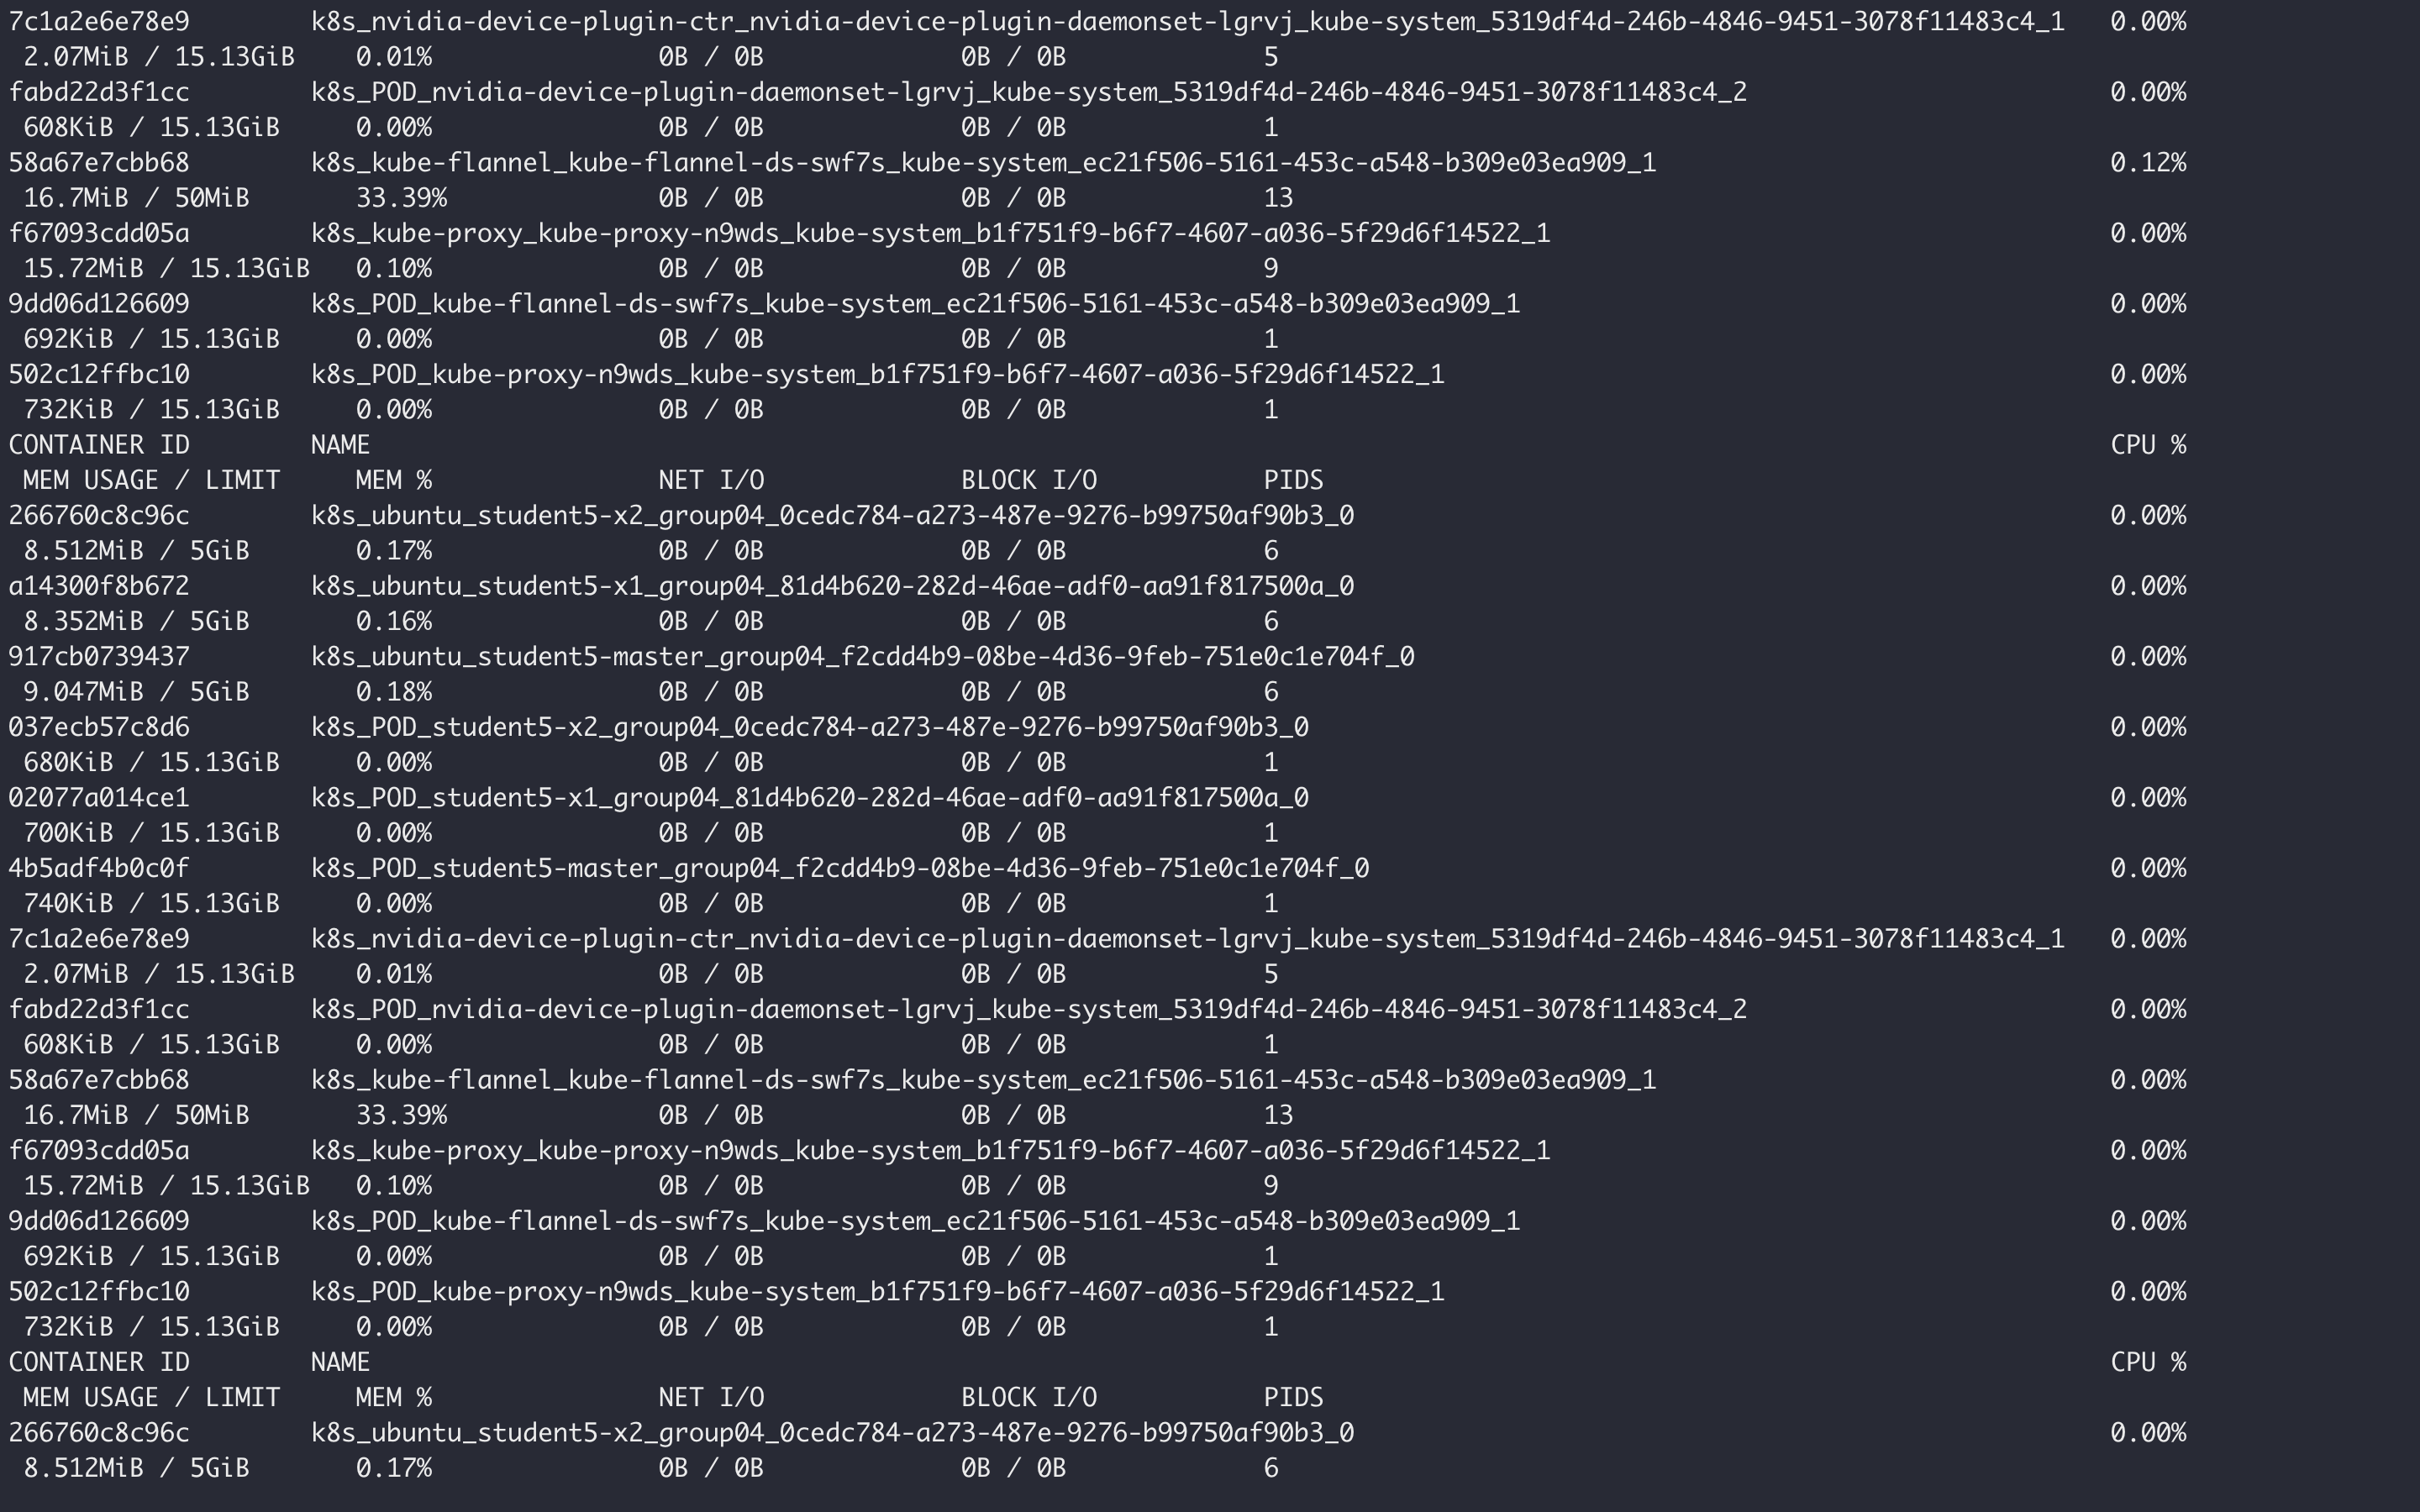 7c1a2e6e78e9        k8s_nvidia-device-plugin-ctr_nvidia-device-plugin-daemonset-lgrvj_kube-system_5319df4d-246b-4846-9451-3078f11483c4_1   0.00%
 2.07MiB / 15.13GiB    0.01%               0B / 0B             0B / 0B             5
fabd22d3f1cc        k8s_POD_nvidia-device-plugin-daemonset-lgrvj_kube-system_5319df4d-246b-4846-9451-3078f11483c4_2                        0.00%
 608KiB / 15.13GiB     0.00%               0B / 0B             0B / 0B             1
58a67e7cbb68        k8s_kube-flannel_kube-flannel-ds-swf7s_kube-system_ec21f506-5161-453c-a548-b309e03ea909_1                              0.12%
 16.7MiB / 50MiB       33.39%              0B / 0B             0B / 0B             13
f67093cdd05a        k8s_kube-proxy_kube-proxy-n9wds_kube-system_b1f751f9-b6f7-4607-a036-5f29d6f14522_1                                     0.00%
 15.72MiB / 15.13GiB   0.10%               0B / 0B             0B / 0B             9
9dd06d126609        k8s_POD_kube-flannel-ds-swf7s_kube-system_ec21f506-5161-453c-a548-b309e03ea909_1                                       0.00%
 692KiB / 15.13GiB     0.00%               0B / 0B             0B / 0B             1
502c12ffbc10        k8s_POD_kube-proxy-n9wds_kube-system_b1f751f9-b6f7-4607-a036-5f29d6f14522_1                                            0.00%
 732KiB / 15.13GiB     0.00%               0B / 0B             0B / 0B             1
CONTAINER ID        NAME                                                                                                                   CPU %
 MEM USAGE / LIMIT     MEM %               NET I/O             BLOCK I/O           PIDS
266760c8c96c        k8s_ubuntu_student5-x2_group04_0cedc784-a273-487e-9276-b99750af90b3_0                                                  0.00%
 8.512MiB / 5GiB       0.17%               0B / 0B             0B / 0B             6
a14300f8b672        k8s_ubuntu_student5-x1_group04_81d4b620-282d-46ae-adf0-aa91f817500a_0                                                  0.00%
 8.352MiB / 5GiB       0.16%               0B / 0B             0B / 0B             6
917cb0739437        k8s_ubuntu_student5-master_group04_f2cdd4b9-08be-4d36-9feb-751e0c1e704f_0                                              0.00%
 9.047MiB / 5GiB       0.18%               0B / 0B             0B / 0B             6
037ecb57c8d6        k8s_POD_student5-x2_group04_0cedc784-a273-487e-9276-b99750af90b3_0                                                     0.00%
 680KiB / 15.13GiB     0.00%               0B / 0B             0B / 0B             1
02077a014ce1        k8s_POD_student5-x1_group04_81d4b620-282d-46ae-adf0-aa91f817500a_0                                                     0.00%
 700KiB / 15.13GiB     0.00%               0B / 0B             0B / 0B             1
4b5adf4b0c0f        k8s_POD_student5-master_group04_f2cdd4b9-08be-4d36-9feb-751e0c1e704f_0                                                 0.00%
 740KiB / 15.13GiB     0.00%               0B / 0B             0B / 0B             1
7c1a2e6e78e9        k8s_nvidia-device-plugin-ctr_nvidia-device-plugin-daemonset-lgrvj_kube-system_5319df4d-246b-4846-9451-3078f11483c4_1   0.00%
 2.07MiB / 15.13GiB    0.01%               0B / 0B             0B / 0B             5
fabd22d3f1cc        k8s_POD_nvidia-device-plugin-daemonset-lgrvj_kube-system_5319df4d-246b-4846-9451-3078f11483c4_2                        0.00%
 608KiB / 15.13GiB     0.00%               0B / 0B             0B / 0B             1
58a67e7cbb68        k8s_kube-flannel_kube-flannel-ds-swf7s_kube-system_ec21f506-5161-453c-a548-b309e03ea909_1                              0.00%
 16.7MiB / 50MiB       33.39%              0B / 0B             0B / 0B             13
f67093cdd05a        k8s_kube-proxy_kube-proxy-n9wds_kube-system_b1f751f9-b6f7-4607-a036-5f29d6f14522_1                                     0.00%
 15.72MiB / 15.13GiB   0.10%               0B / 0B             0B / 0B             9
9dd06d126609        k8s_POD_kube-flannel-ds-swf7s_kube-system_ec21f506-5161-453c-a548-b309e03ea909_1                                       0.00%
 692KiB / 15.13GiB     0.00%               0B / 0B             0B / 0B             1
502c12ffbc10        k8s_POD_kube-proxy-n9wds_kube-system_b1f751f9-b6f7-4607-a036-5f29d6f14522_1                                            0.00%
 732KiB / 15.13GiB     0.00%               0B / 0B             0B / 0B             1
CONTAINER ID        NAME                                                                                                                   CPU %
 MEM USAGE / LIMIT     MEM %               NET I/O             BLOCK I/O           PIDS
266760c8c96c        k8s_ubuntu_student5-x2_group04_0cedc784-a273-487e-9276-b99750af90b3_0                                                  0.00%
 8.512MiB / 5GiB       0.17%               0B / 0B             0B / 0B             6